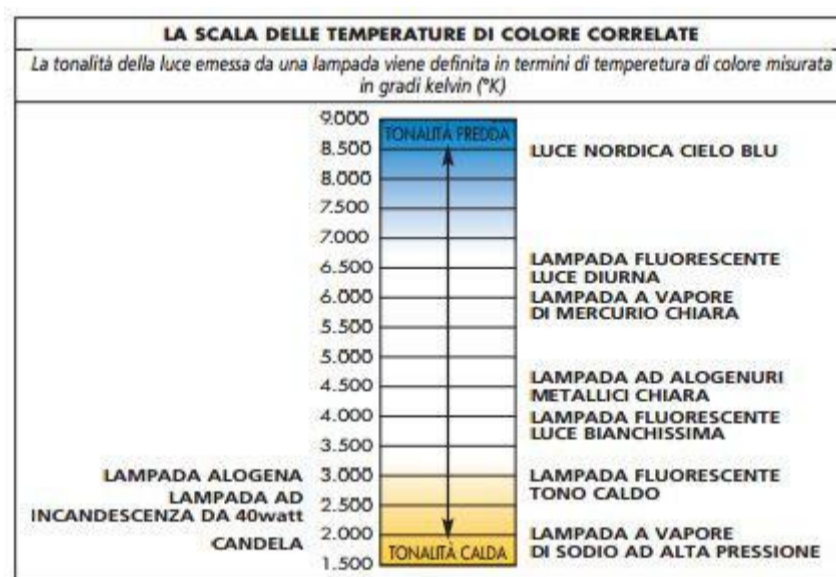 LA SCALA DELLE TEMPERATURE DI COLORE CORRELATE
La tonalità della luce emessa da una lampada viene definita in termini di temperetura di colore misurata
in gradi kelvin (°K)
9.000
TONALITÀ FREDDA
8.500
LUCE NORDICA CIELO BLU
8.000
7.500
7.000
6.500
LAMPADA FLUORESCENTE
LUCE DIURNA
6.000
LAMPADA A VAPORE
DI MERCURIO CHIARA
5.500
5.000
4.500
LAMPADA AD ALOGENURI
METALLICI CHIARA
4.000
LAMPADA FLUORESCENTE
LUCE BIANCHISSIMA
3.500
LAMPADA ALOGENA
3.000
LAMPADA FLUORESCENTE
TONO CALDO
LAMPADA AD
INCANDESCENZA DA 40watt
2.500
CANDELA
2.000
LAMPADA A VAPORE
DI SODIO AD ALTA PRESSIONE
TONALITÀ CALDA
1.500